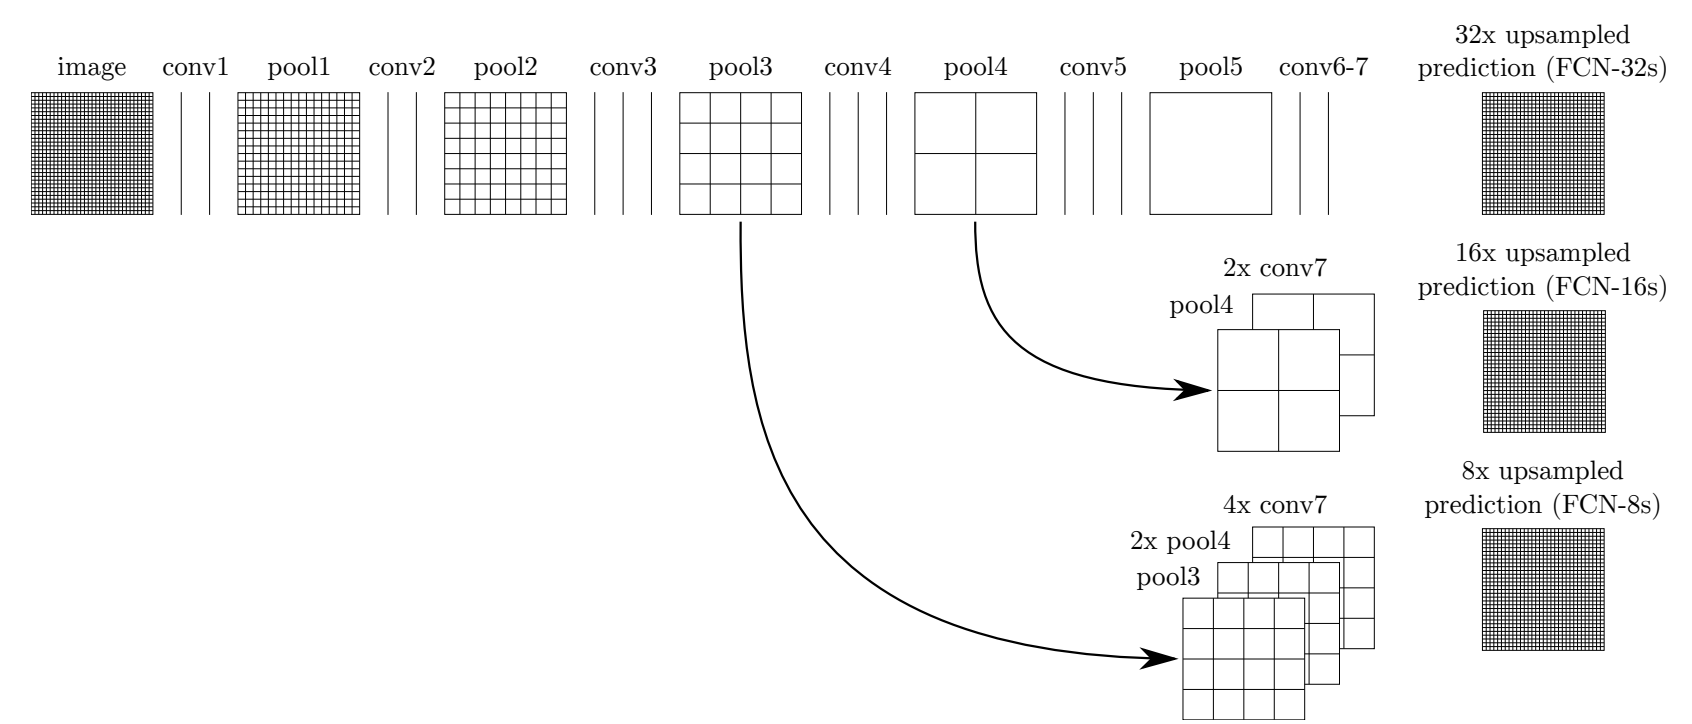 image
conv1
pool1
conv2
pool2
conv3
pool3
conv4
pool4
conv5
pool5
conv6-7
32x upsampled
prediction (FCN-32s)
2x conv7
pool4
16x upsampled
prediction (FCN-16s)
4x conv7
2x pool4
pool3
8x upsampled
prediction (FCN-8s)